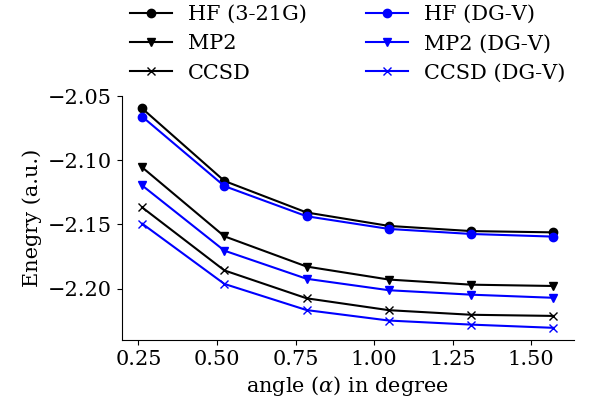 HF (3-21G)
MP2
CCSD
HF (DG-V)
MP2 (DG-V)
CCSD (DG-V)
−2.05
−2.10
−2.15
−2.20
Enegry (a.u.)
0.25 0.50 0.75 1.00 1.25 1.50
angle (α) in degree